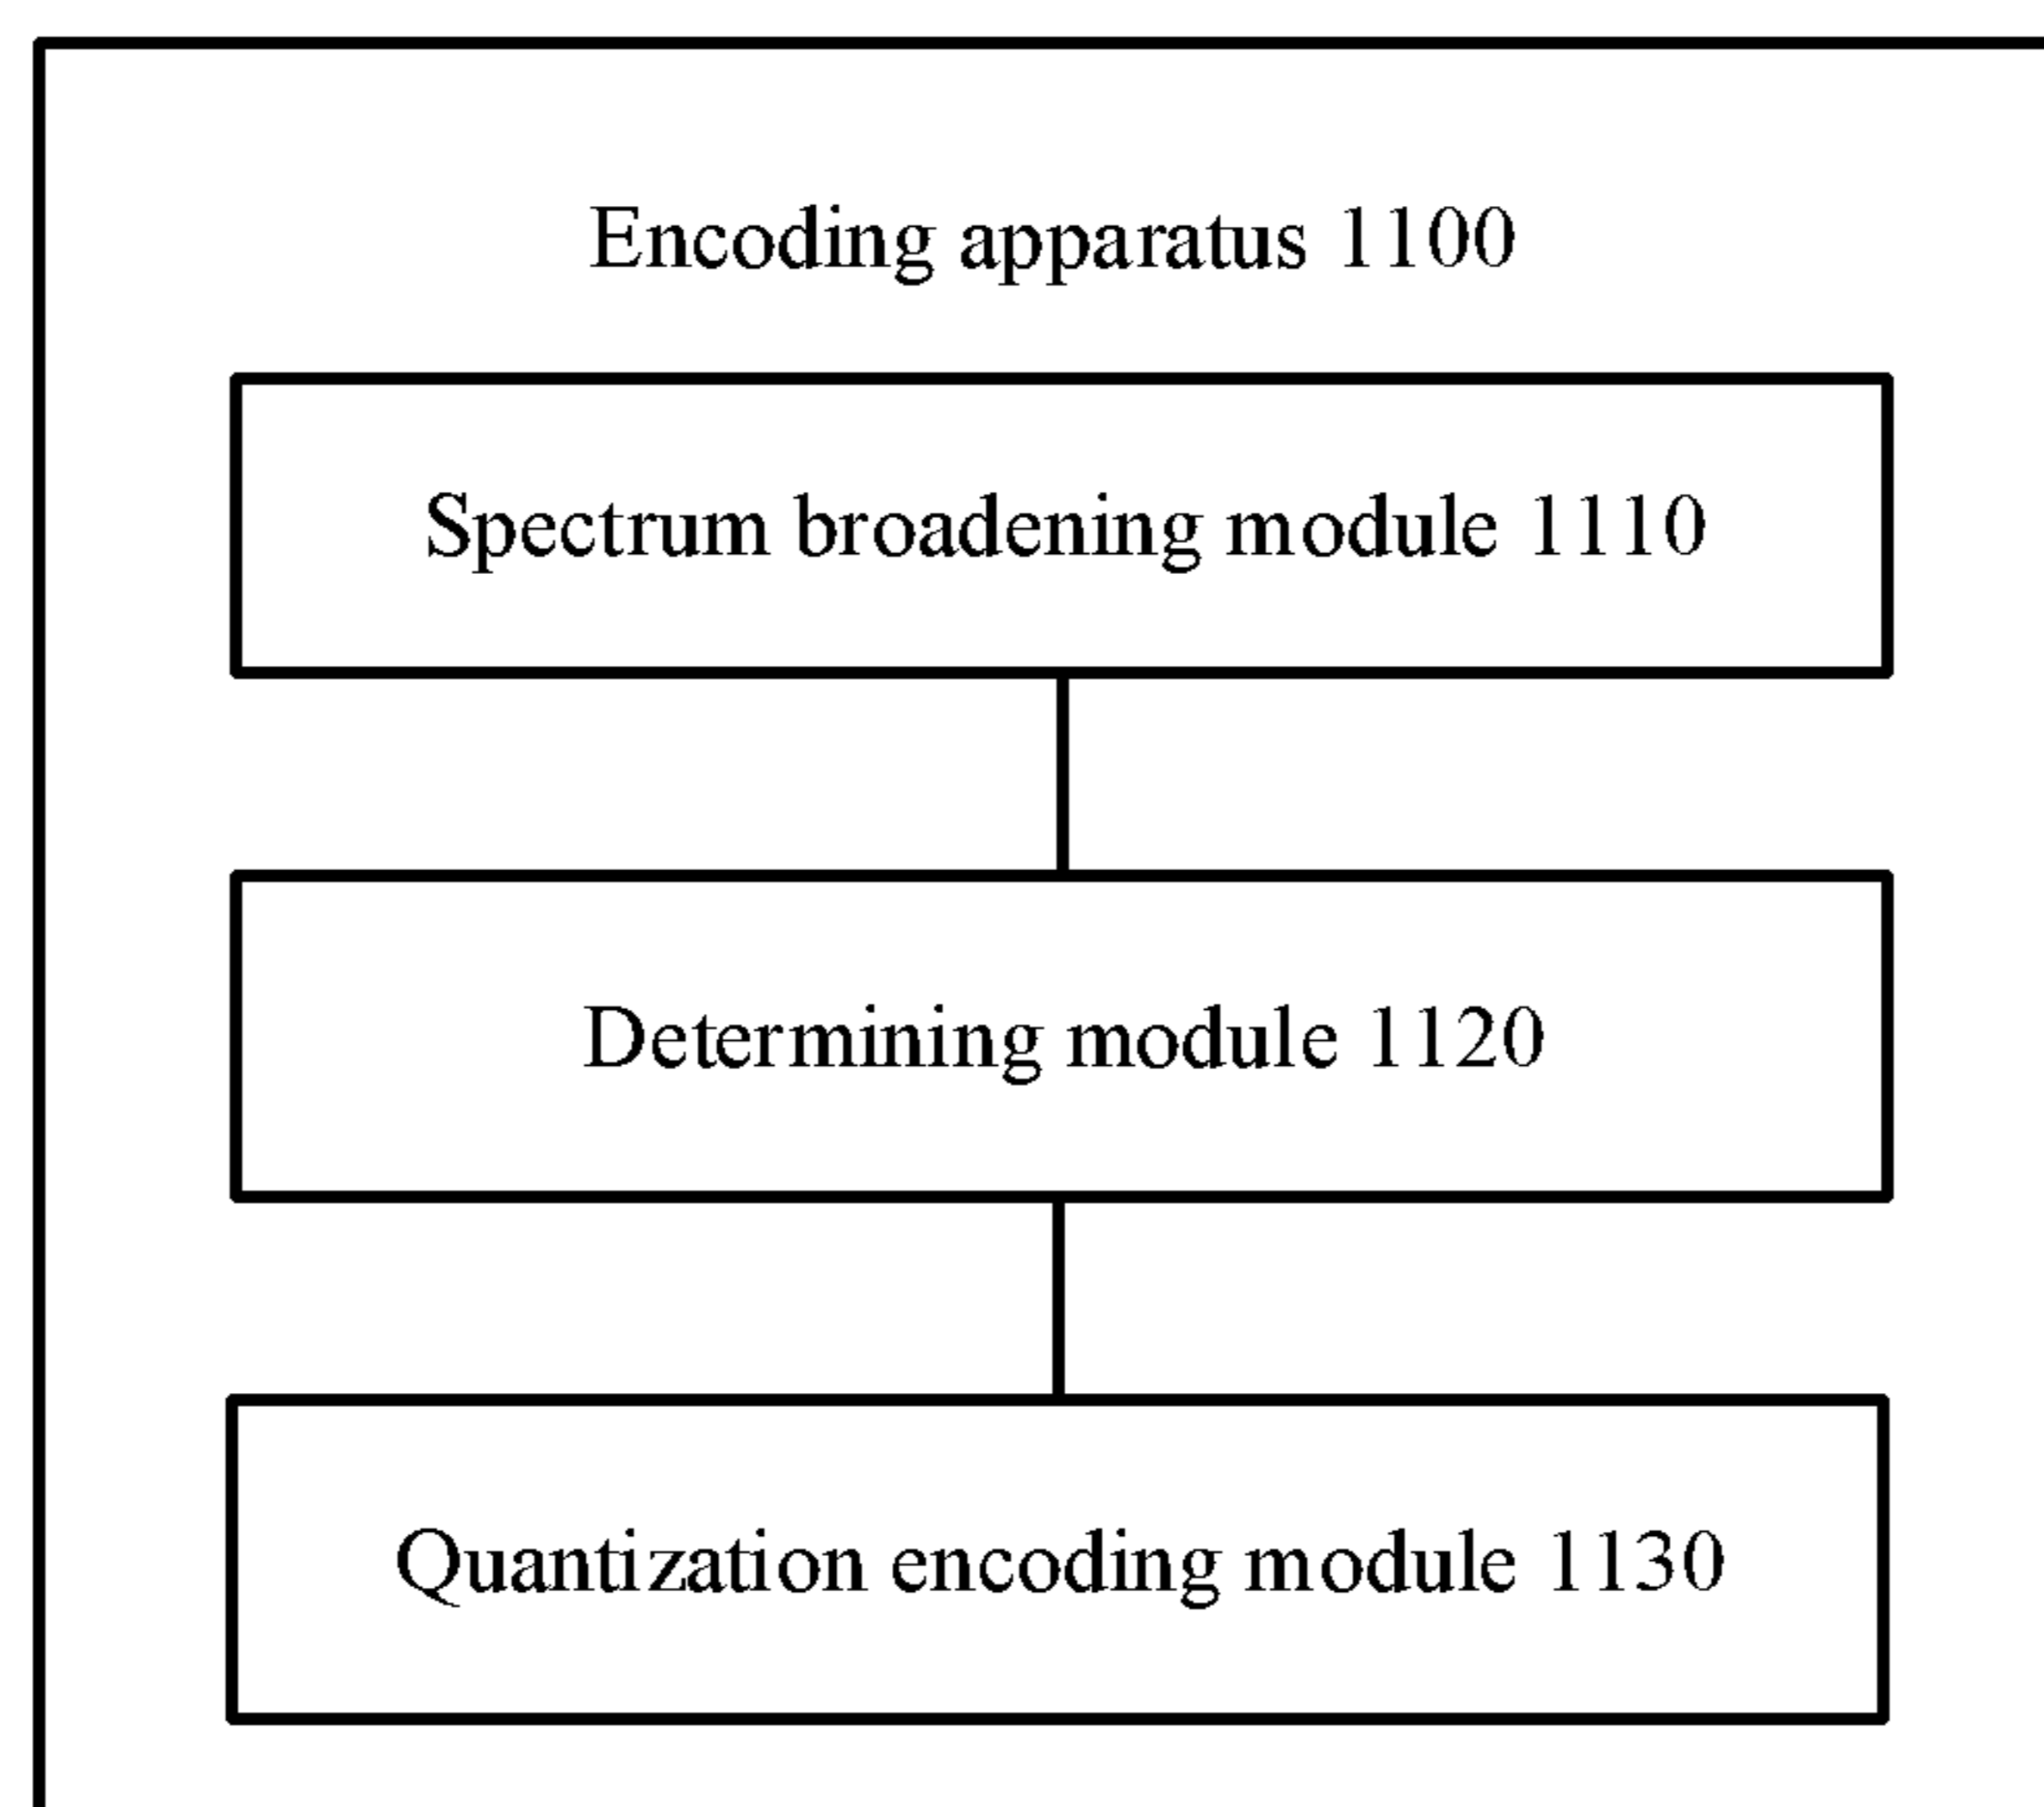 Encoding apparatus 1100
Spectrum broadening module 1110
Determining module 1120
Quantization encoding module 1130